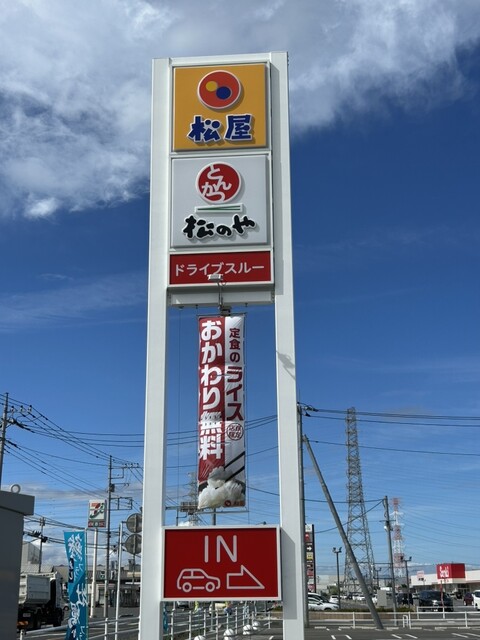 松屋
とんかつ
松のや
ドライブスルー
定食のライス
おかわり無料
IN